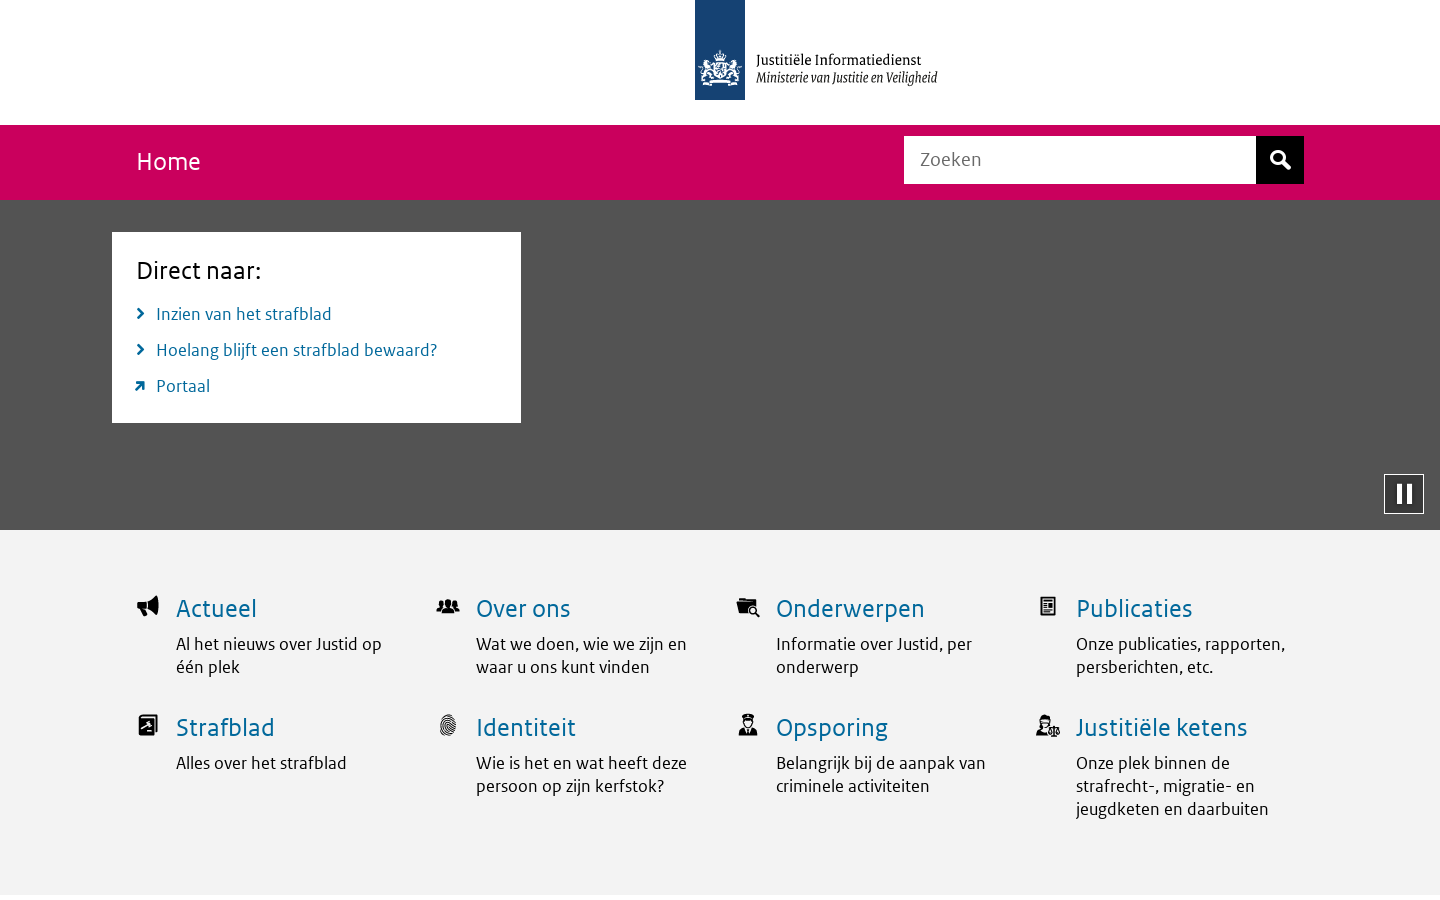 Justitiële Informatiedienst
Ministerie van Justitie en Veiligheid
Home
Zoeken
Direct naar:
Inzien van het strafblad
Hoelang blijft een strafblad bewaard?
Portaal
Actueel
Al het nieuws over Justid op
één plek
Over ons
Wat we doen, wie we zijn en
waar u ons kunt vinden
Onderwerpen
Informatie over Justid, per
onderwerp
Publicaties
Onze publicaties, rapporten,
persberichten, etc.
Strafblad
Alles over het strafblad
Identiteit
Wie is het en wat heeft deze
persoon op zijn kerfstok?
Opsporing
Belangrijk bij de aanpak van
criminele activiteiten
Justitiële ketens
Onze plek binnen de
strafrecht-, migratie- en
jeugdketen en daarbuiten